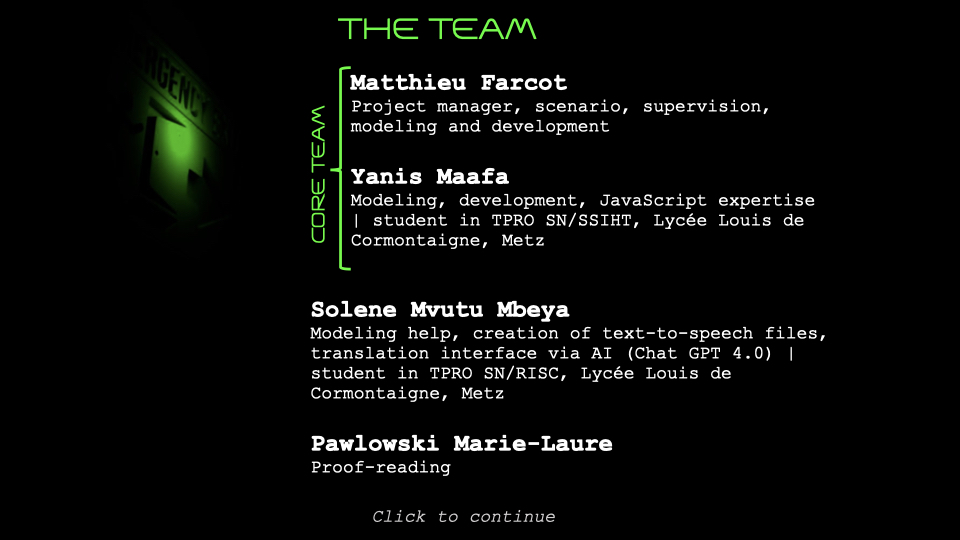 THE TEAM
CORE TEAM
Matthieu Farcot
Project manager, scenario, supervision,
modeling and development
Yanis Maafa
Modeling, development, JavaScript expertise
| student in TPRO SN/SSIHT, Lycée Louis de
Cormontaigne, Metz
Solene Mvutu Mbeya
Modeling help, creation of text-to-speech files,
translation interface via AI (Chat GPT 4.0) |
student in TPRO SN/RISC, Lycée Louis de
Cormontaigne, Metz
Pawlowski Marie-Laure
Proof-reading
Click to continue